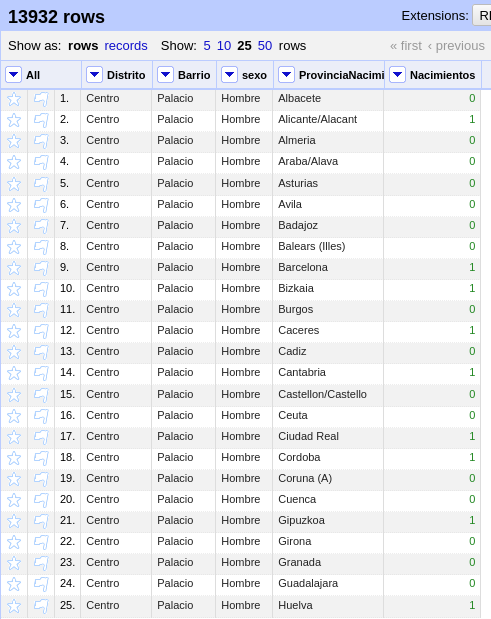 13932 rows
Extensions:
Show as: rows records Show: 5 10 25 50 rows « first ‹ previous
All Distrito Barrio sexo ProvinciaNacimi Nacimientos
1. Centro Palacio Hombre Albacete 0
2. Centro Palacio Hombre Alicante/Alacant 1
3. Centro Palacio Hombre Almeria 0
4. Centro Palacio Hombre Araba/Alava 0
5. Centro Palacio Hombre Asturias 0
6. Centro Palacio Hombre Avila 0
7. Centro Palacio Hombre Badajoz 0
8. Centro Palacio Hombre Balears (Illes) 0
9. Centro Palacio Hombre Barcelona 1
10. Centro Palacio Hombre Bizkaia 1
11. Centro Palacio Hombre Burgos 0
12. Centro Palacio Hombre Caceres 1
13. Centro Palacio Hombre Cadiz 0
14. Centro Palacio Hombre Cantabria 1
15. Centro Palacio Hombre Castellon/Castello 0
16. Centro Palacio Hombre Ceuta 0
17. Centro Palacio Hombre Ciudad Real 1
18. Centro Palacio Hombre Cordoba 1
19. Centro Palacio Hombre Coruna (A) 0
20. Centro Palacio Hombre Cuenca 0
21. Centro Palacio Hombre Gipuzkoa 1
22. Centro Palacio Hombre Girona 0
23. Centro Palacio Hombre Granada 0
24. Centro Palacio Hombre Guadalajara 0
25. Centro Palacio Hombre Huelva 1